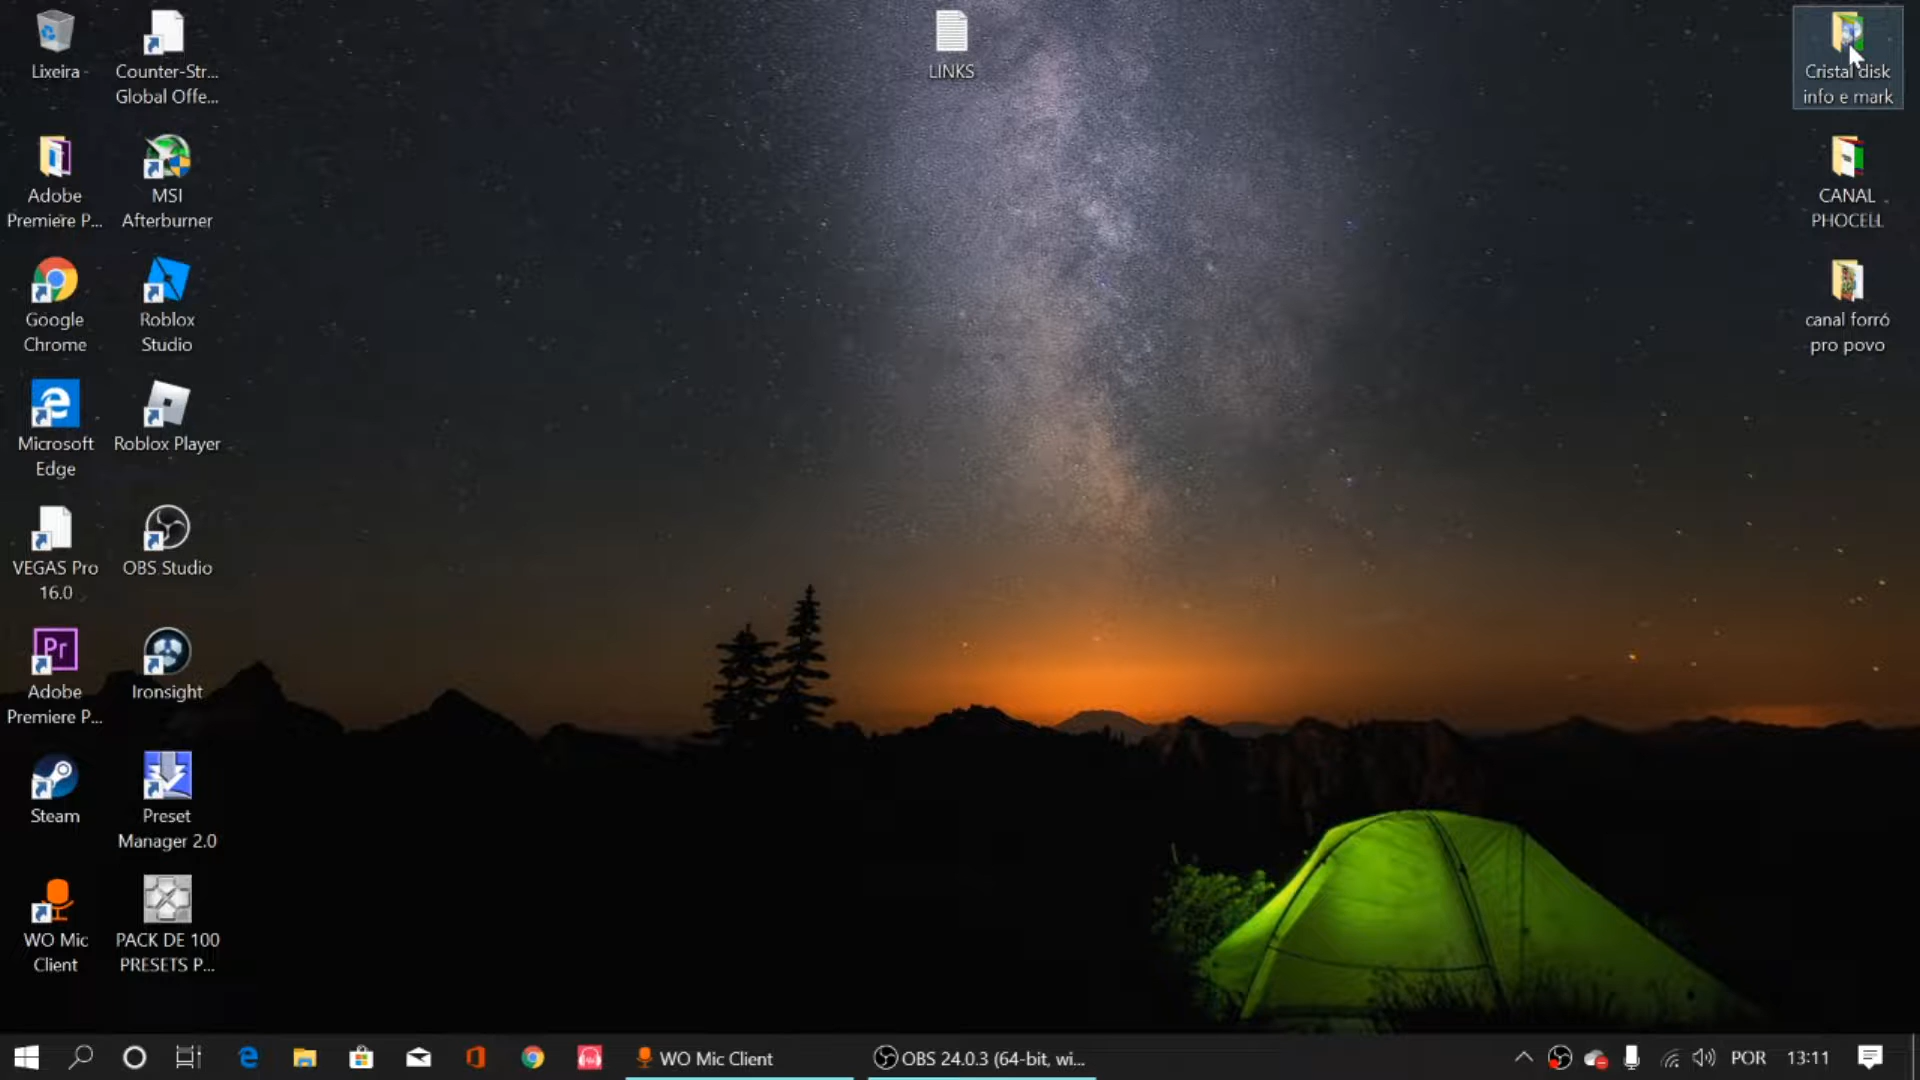 Lixeira
Counter-Str...
Global Offe...
LINKS
Cristal disk
info e mark
Adobe
Premiere P...
MSI
Afterburner
CANAL
PHOCELL
Google
Chrome
Roblox
Studio
canal forró
pro povo
Microsoft
Edge
Roblox Player
VEGAS Pro
16.0
OBS Studio
Pr
Adobe
Premiere P...
Ironsight
Steam
Preset
Manager 2.0
WO Mic
Client
PACK DE 100
PRESETS P...
WO Mic Client
OBS 24.0.3 (64-bit, wi...
POR
13:11